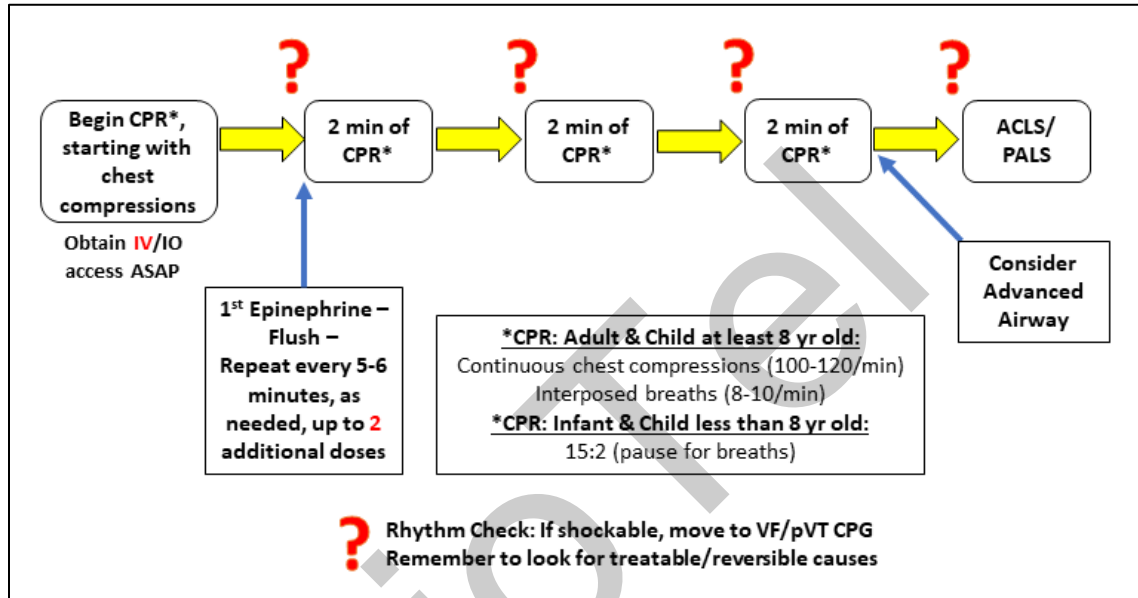 ?
?
?
?
Begin CPR*,
starting with
chest
compressions
2 min of
CPR*
2 min of
CPR*
2 min of
CPR*
ACLS/
PALS
Obtain IV/IO
access ASAP
1st Epinephrine –
Flush –
Repeat every 5-6
minutes, as
needed, up to 2
additional doses
*CPR: Adult & Child at least 8 yr old:
Continuous chest compressions (100-120/min)
Interposed breaths (8-10/min)
*CPR: Infant & Child less than 8 yr old:
15:2 (pause for breaths)
Consider
Advanced
Airway
? Rhythm Check: If shockable, move to VF/pVT CPG
Remember to look for treatable/reversible causes
ioTel